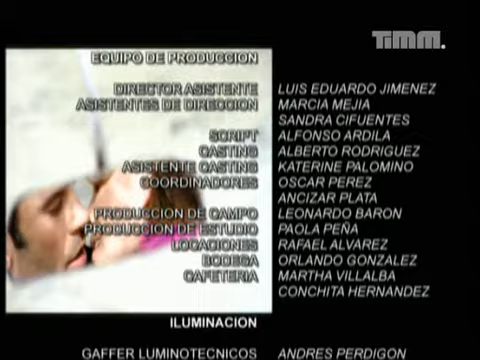 TIMM.
EQUIPO DE PRODUCCION
DIRECTOR ASISTENTE LUIS EDUARDO JIMENEZ
ASISTENTES DE DIRECCION MARCIA MEJIA
SANDRA CIFUENTES
SCRIPT ALFONSO ARDILA
CASTING ALBERTO RODRIGUEZ
ASISTENTE CASTING KATERINE PALOMINO
COORDINADORES OSCAR PEREZ
ANCIZAR PLATA
PRODUCCION DE CAMPO LEONARDO BARON
PRODUCCION DE ESTUDIO PAOLA PEÑA
LOCACIONES RAFAEL ALVAREZ
BODEGA ORLANDO GONZALEZ
CAFETERIA MARTHA VILLALBA
CONCHITA HERNANDEZ
ILUMINACION
GAFFER LUMINOTECNICOS ANDRES PERDIGON